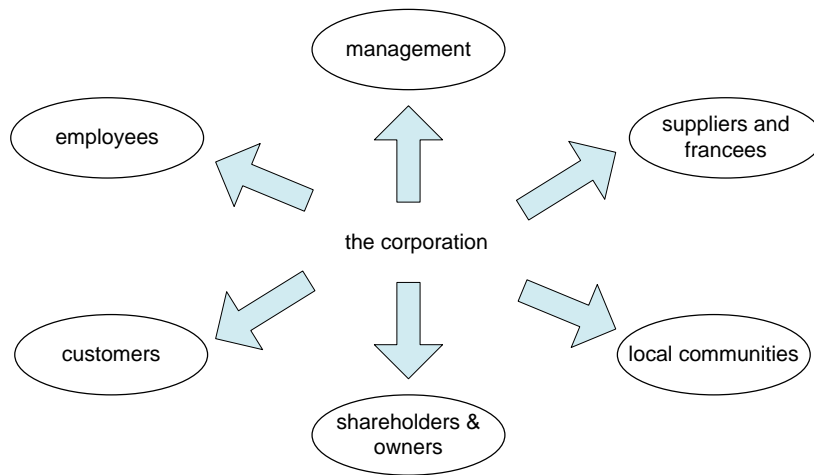 management
employees
suppliers and
francees
the corporation
customers
local communities
shareholders &
owners